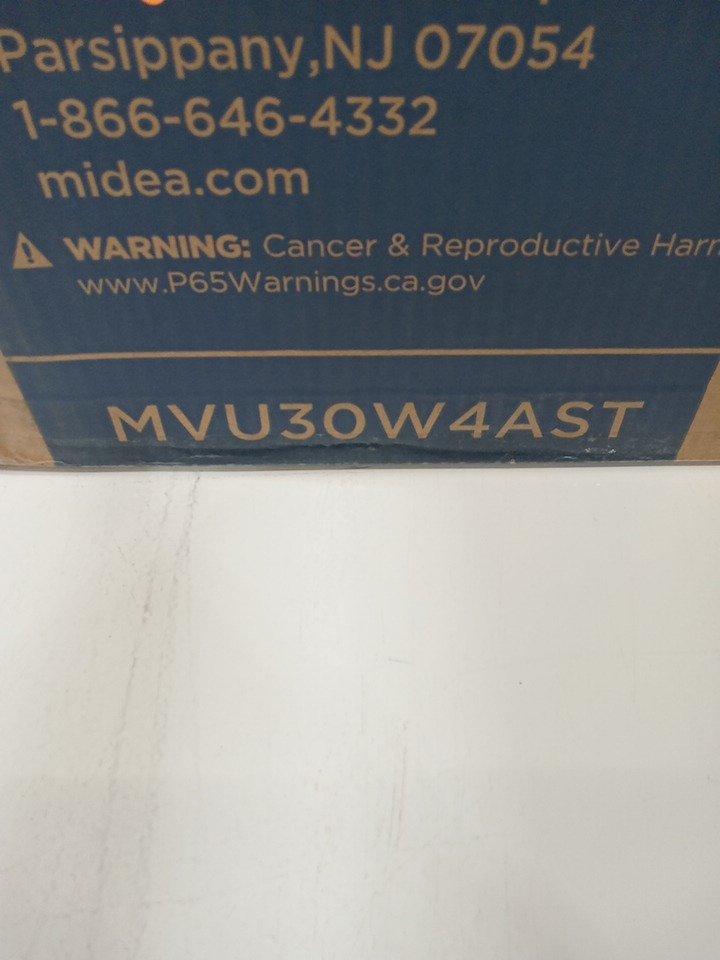 Parsippany,NJ 07054
1-866-646-4332
midea.com
WARNING: Cancer & Reproductive
www.P65Warnings.ca.gov
MVU30W4AST